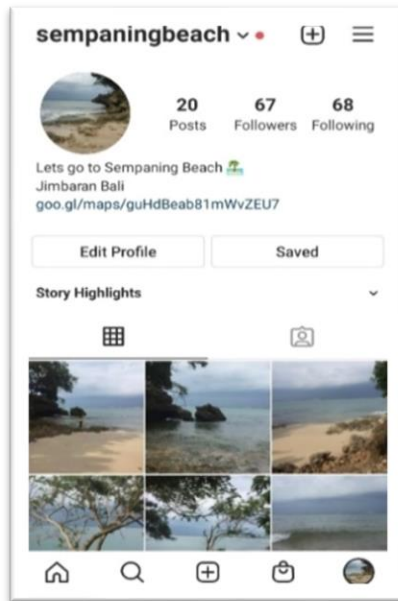 sempaningbeach
20 67 68
Posts Followers Following
Lets go to Sempaning Beach 🏝️
Jimbaran Bali
goo.gl/maps/guHdBeab81mWvZEU7
Edit Profile Saved
Story Highlights